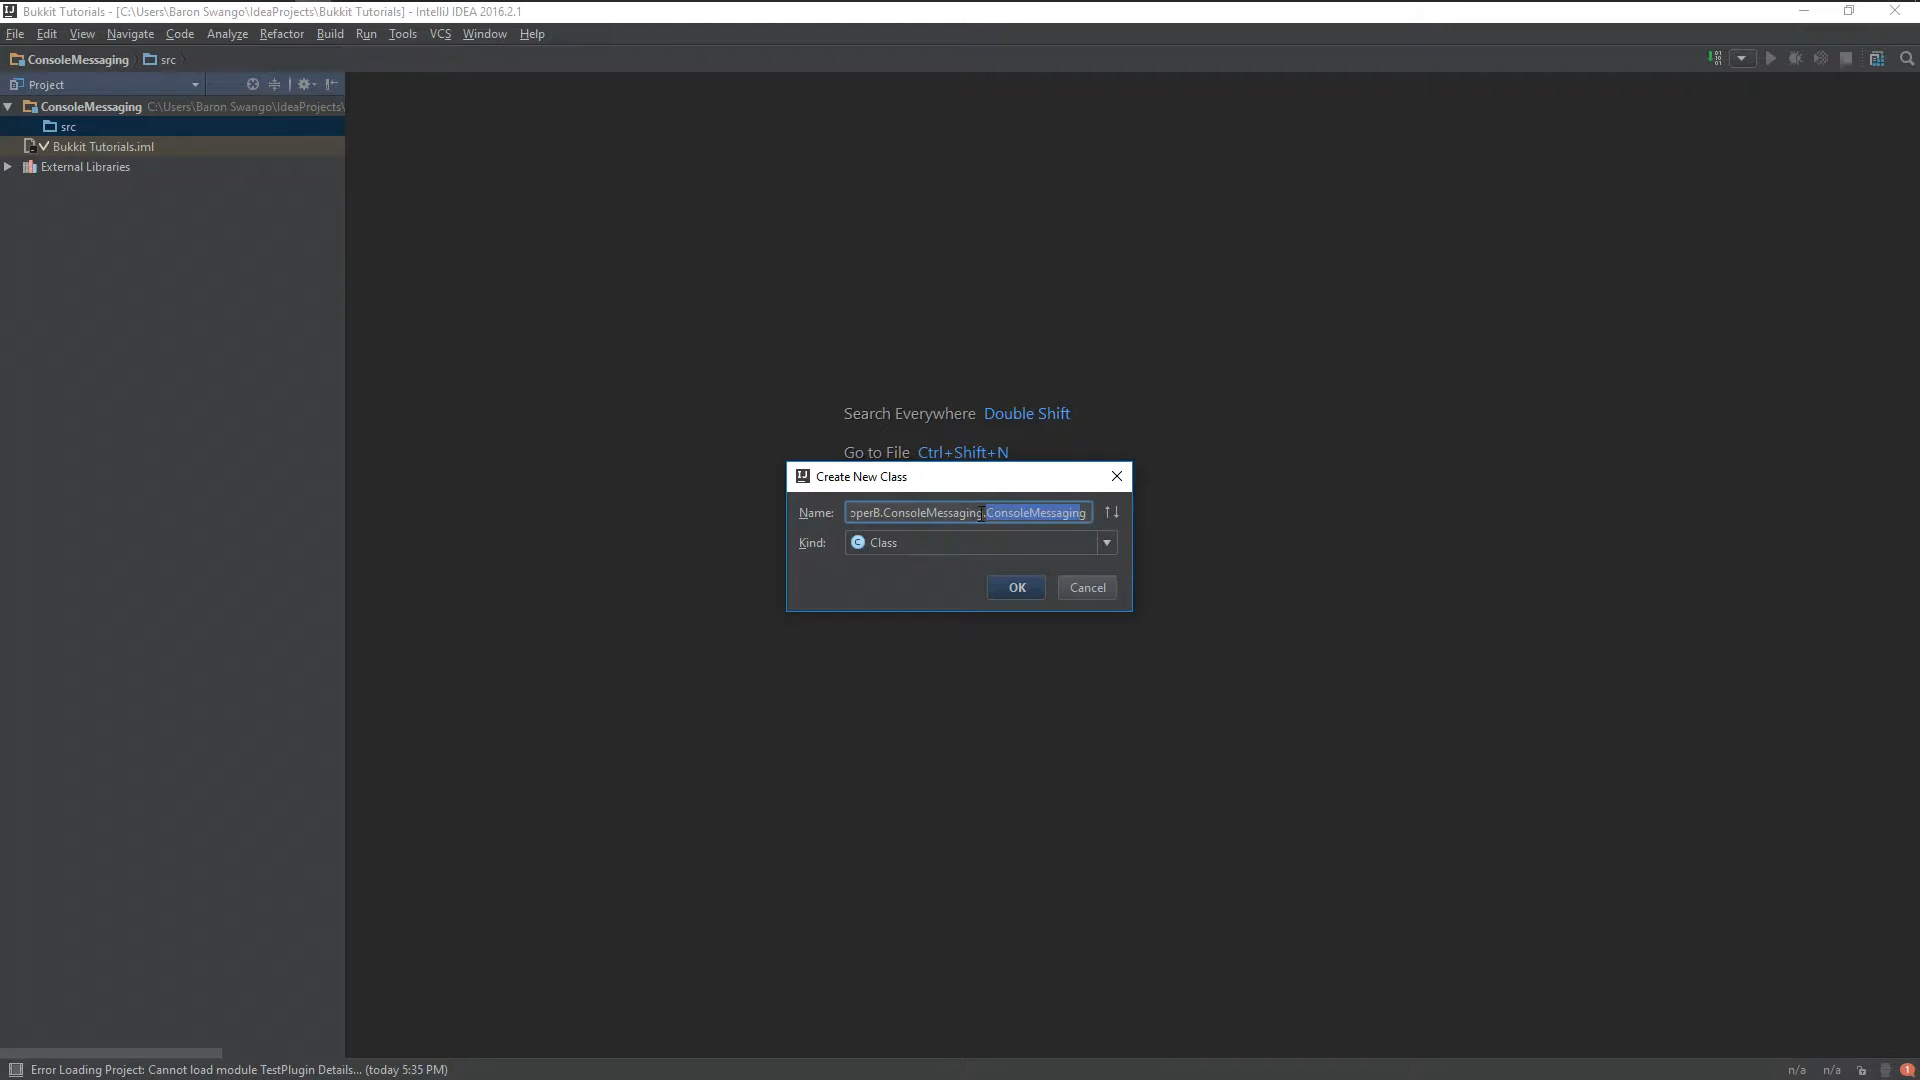 Bukkit Tutorials - [C:\Users\Baron Swango\IdeaProjects\Bukkit Tutorials] - IntelliJ IDEA 2016.2.1
File Edit View Navigate Code Analyze Refactor Build Run Tools VCS Window Help
ConsoleMessaging src
Project
ConsoleMessaging C:\Users\Baron Swango\IdeaProjects\
src
Bukkit Tutorials.iml
External Libraries
Search Everywhere Double Shift
Go to File Ctrl+Shift+N
Create New Class
Name: operB.ConsoleMessaging.ConsoleMessaging
Kind: Class
OK Cancel
Error Loading Project: Cannot load module TestPlugin Details... (today 5:35 PM) n/a n/a 1